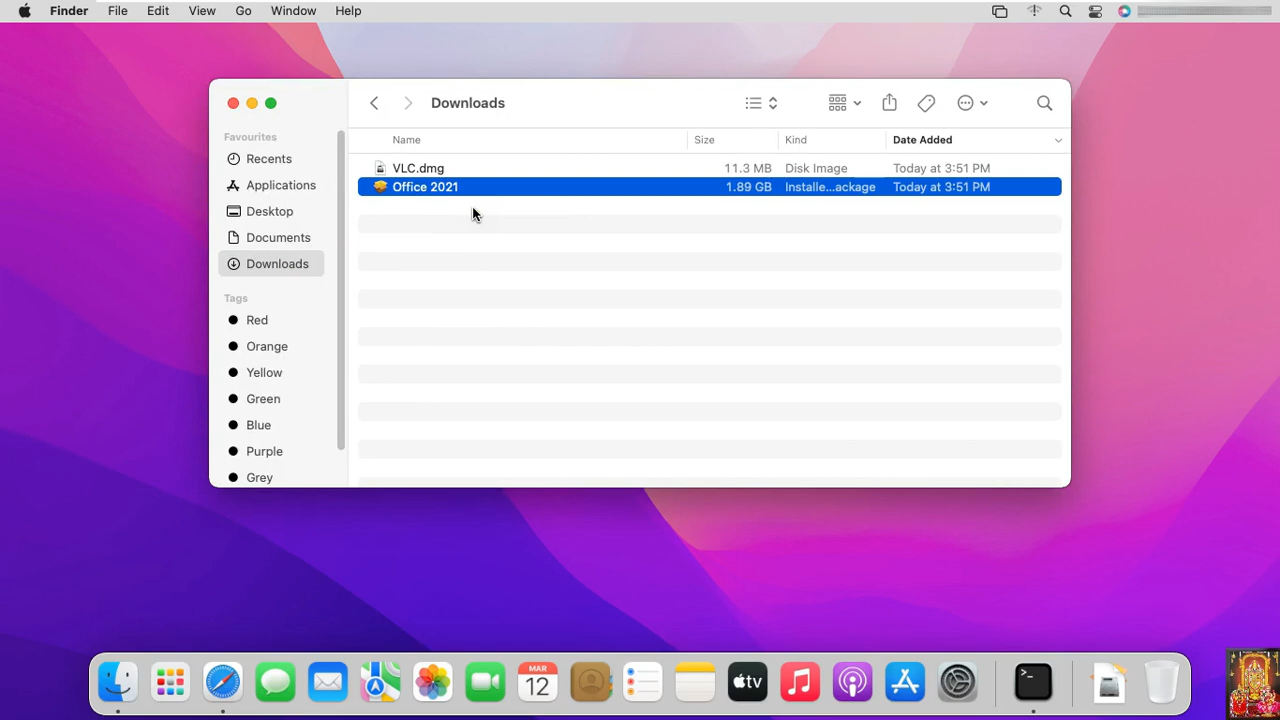 Finder File Edit View Go Window Help
Downloads
Favourites
Recents
Applications
Desktop
Documents
Downloads
Tags
Red
Orange
Yellow
Green
Blue
Purple
Grey
Name Size Kind Date Added
VLC.dmg 11.3 MB Disk Image Today at 3:51 PM
Office 2021 1.89 GB Installe...ackage Today at 3:51 PM
MAR
12
tv
>_